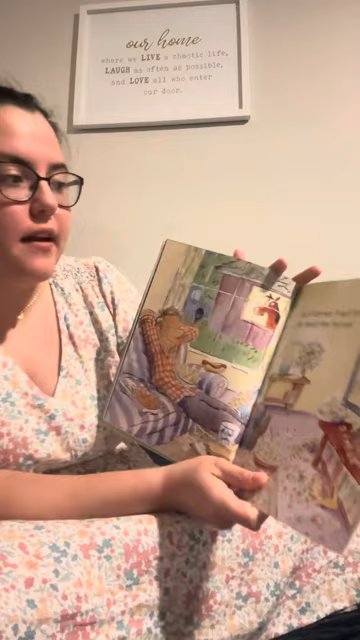 our home
where we LIVE a chaotic life,
LAUGH as often as possible,
and LOVE all who enter
our door.